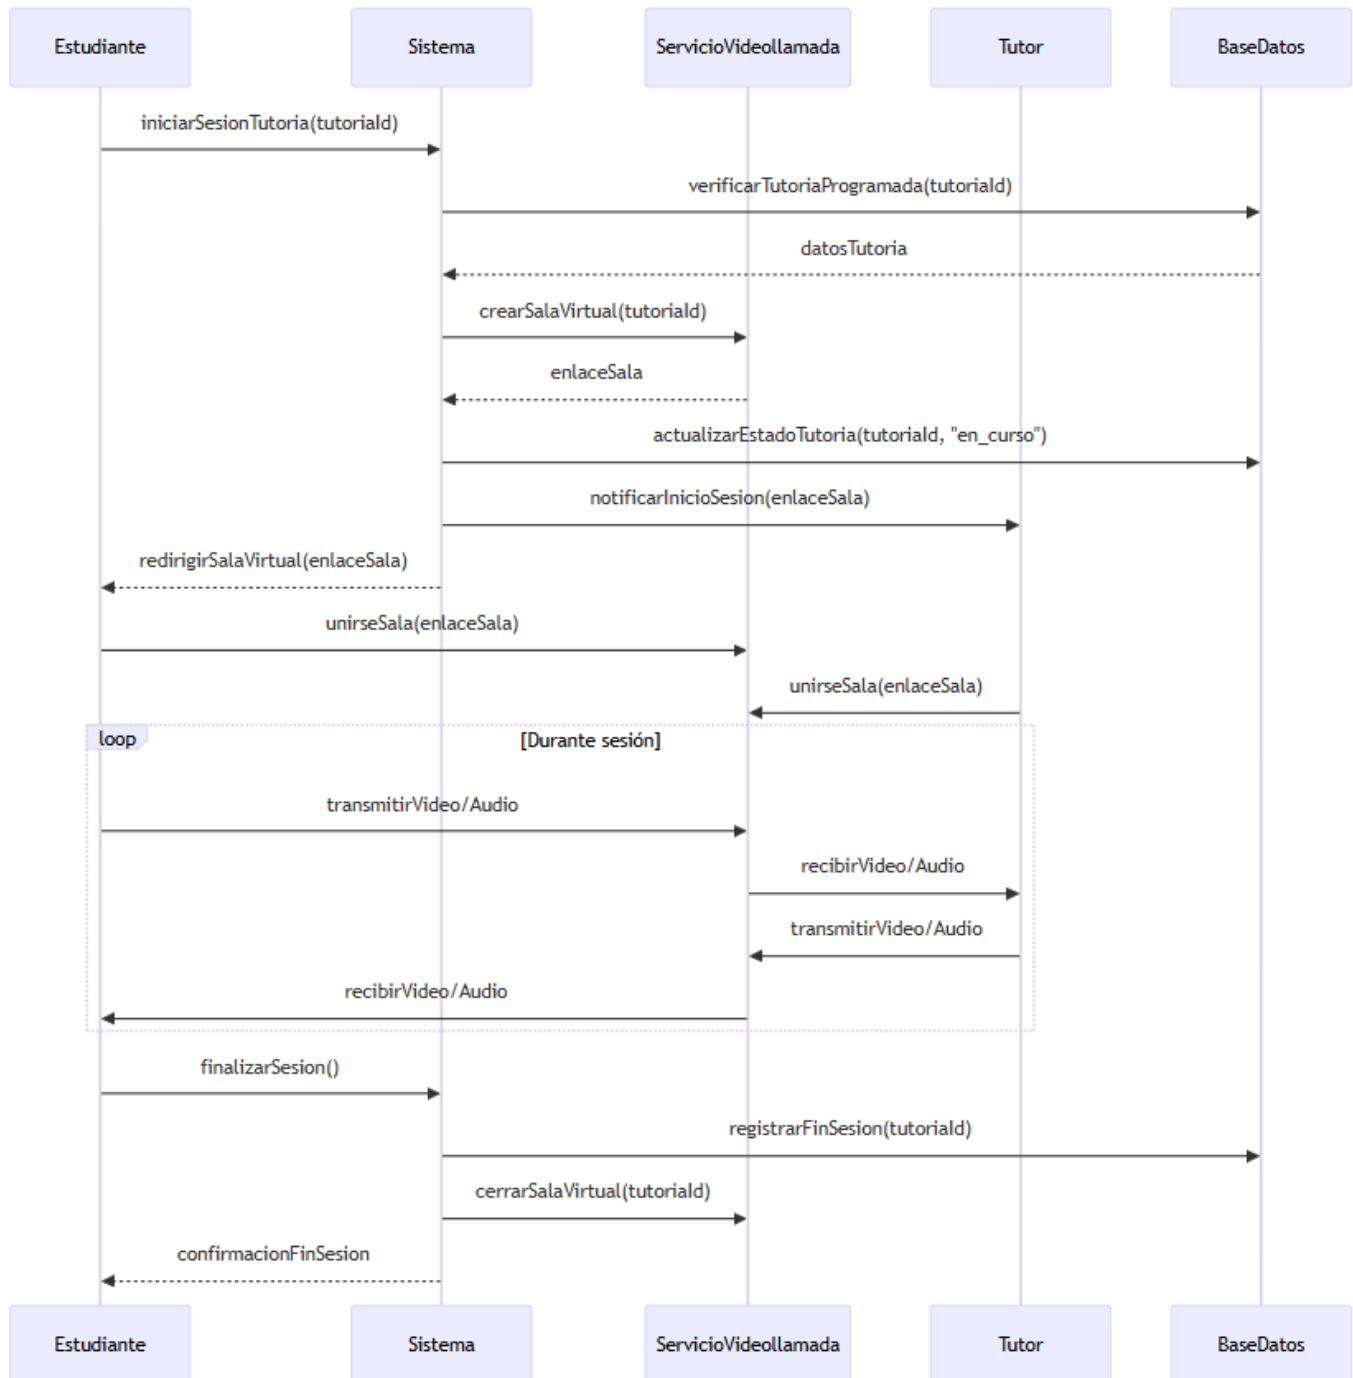 Estudiante
Sistema
ServicioVideollamada
Tutor
BaseDatos
iniciarSesionTutoria(tutoriaId)
verificarTutoriaProgramada(tutoriaId)
datosTutoria
crearSalaVirtual(tutoriaId)
enlaceSala
actualizarEstadoTutoria(tutoriaId, "en_curso")
notificarInicioSesion(enlaceSala)
redirigirSalaVirtual(enlaceSala)
unirseSala(enlaceSala)
unirseSala(enlaceSala)
loop
[Durante sesión]
transmitirVideo/Audio
recibirVideo/Audio
transmitirVideo/Audio
recibirVideo/Audio
finalizarSesion()
registrarFinSesion(tutoriaId)
cerrarSalaVirtual(tutoriaId)
confirmacionFinSesion
Estudiante
Sistema
ServicioVideollamada
Tutor
BaseDatos